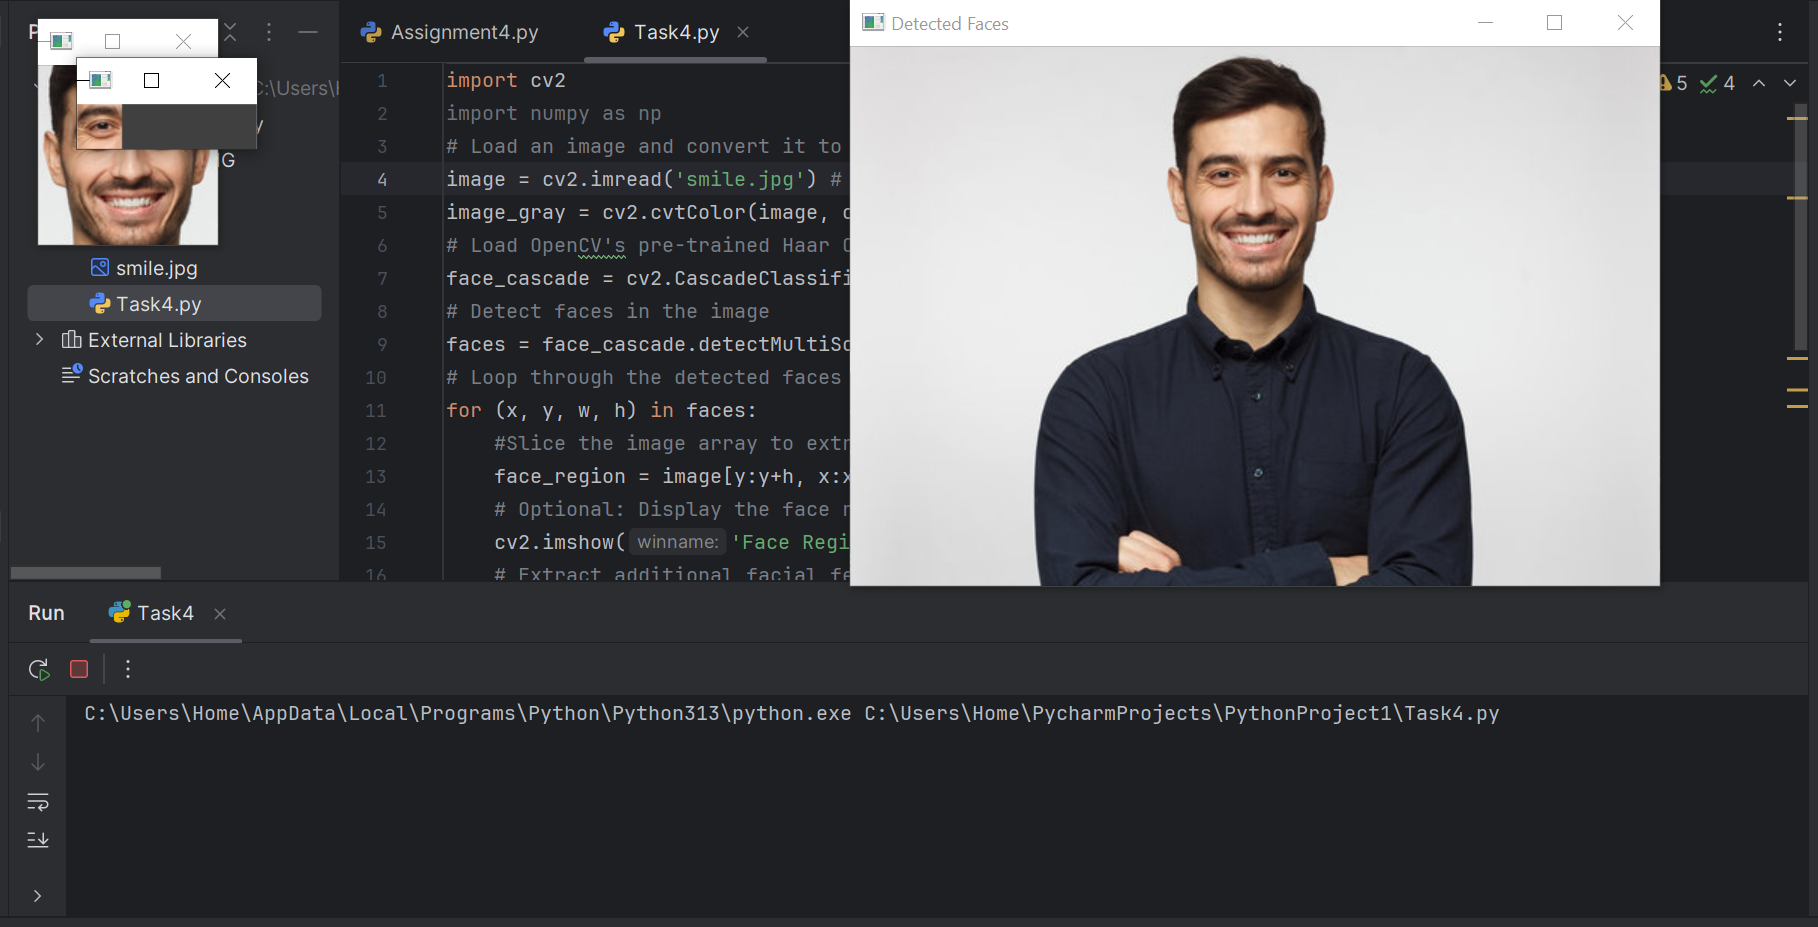 Assignment4.py
Task4.py
Detected Faces
C:\Users\
5
4
G
smile.jpg
Task4.py
External Libraries
Scratches and Consoles
1 import cv2
2 import numpy as np
3 # Load an image and convert it to
4 image = cv2.imread('smile.jpg') #
5 image_gray = cv2.cvtColor(image,
6 # Load OpenCV's pre-trained Haar
7 face_cascade = cv2.CascadeClassifi
8 # Detect faces in the image
9 faces = face_cascade.detectMultiSc
10 # Loop through the detected faces
11 for (x, y, w, h) in faces:
12 #Slice the image array to extr
13 face_region = image[y:y+h, x:x
14 # Optional: Display the face r
15 cv2.imshow( winname: 'Face Regi
16 # Extract additional facial fe
Run
Task4
C:\Users\Home\AppData\Local\Programs\Python\Python313\python.exe C:\Users\Home\PycharmProjects\PythonProject1\Task4.py